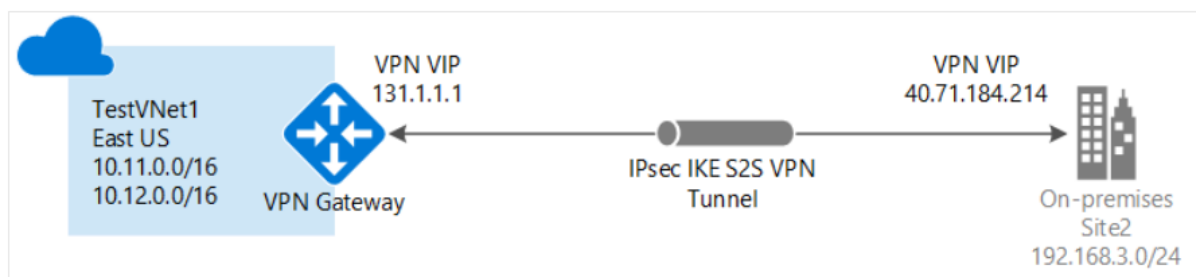 TestVNet1
East US
10.11.0.0/16
10.12.0.0/16
VPN VIP
131.1.1.1
VPN Gateway
IPsec IKE S2S VPN
Tunnel
VPN VIP
40.71.184.214
On-premises
Site2
192.168.3.0/24